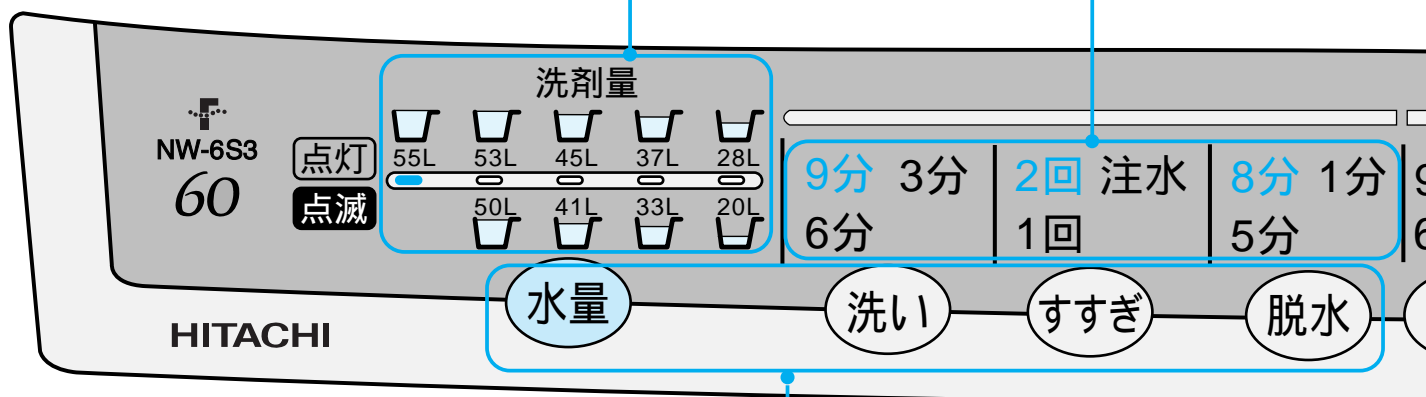 洗剤量
NW-6S3
60
点灯
55L 53L 45L 37L 28L
点滅
50L 41L 33L 20L
9分 3分
6分
2回 注水
1回
8分 1分
5分
水量
洗い
すすぎ
脱水
HITACHI